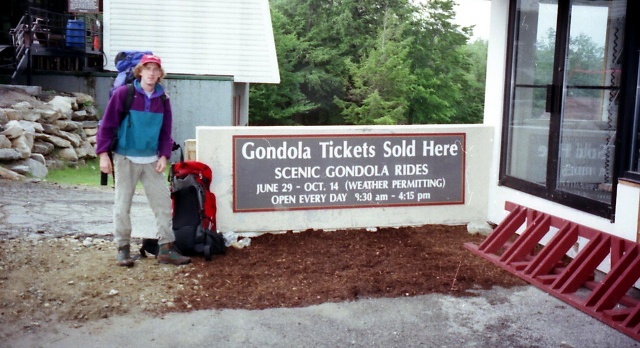 Gondola Tickets Sold Here
SCENIC GONDOLA RIDES
JUNE 29 - OCT. 14 (WEATHER PERMITTING)
OPEN EVERY DAY 9:30 am - 4:15 pm